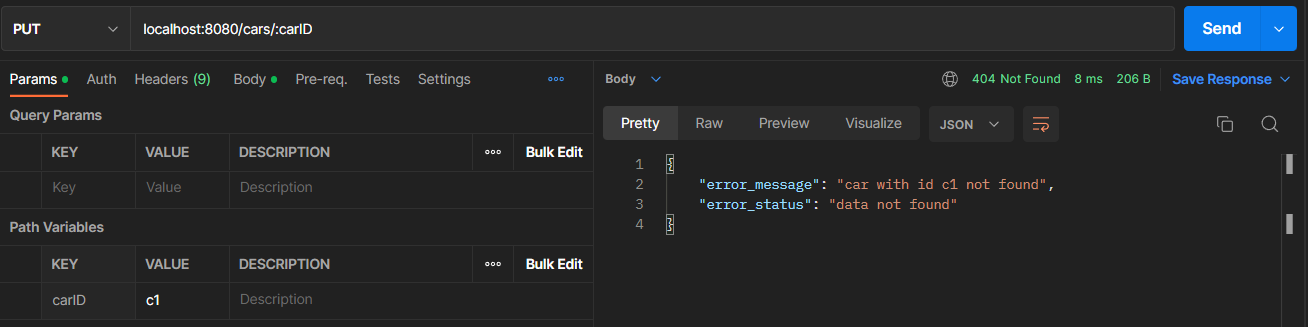 PUT localhost:8080/cars/:carID Send
Params Auth Headers (9) Body Pre-req. Tests Settings
Body 404 Not Found 8 ms 206 B Save Response
Query Params
KEY VALUE DESCRIPTION Bulk Edit
Key Value Description
Path Variables
KEY VALUE DESCRIPTION Bulk Edit
carID c1 Description
Pretty Raw Preview Visualize JSON
1 {
2 "error_message": "car with id c1 not found",
3 "error_status": "data not found"
4 }